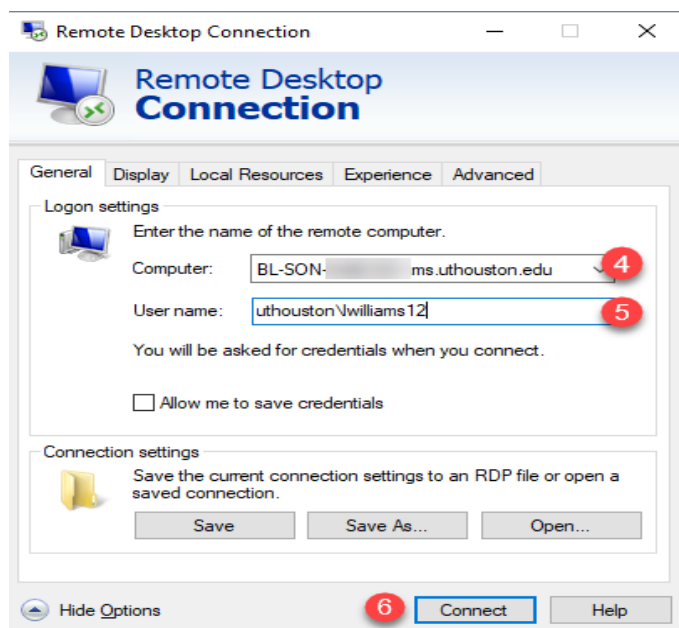 Remote Desktop Connection
Remote Desktop
Connection
General Display Local Resources Experience Advanced
Logon settings
Enter the name of the remote computer.
Computer: BL-SON- ms.uthouston.edu 4
User name: uthouston\lwilliams12 5
You will be asked for credentials when you connect.
Allow me to save credentials
Connection settings
Save the current connection settings to an RDP file or open a
saved connection.
Save Save As... Open...
Hide Options 6 Connect Help